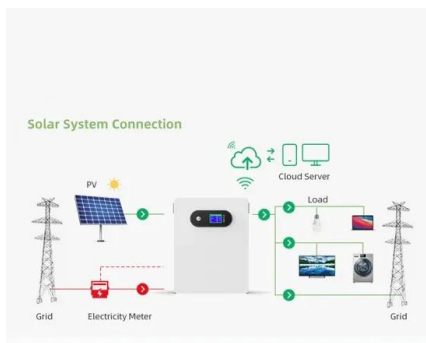 Solar System Connection
Cloud Server
PV
Load
Grid
Electricity Meter
Grid